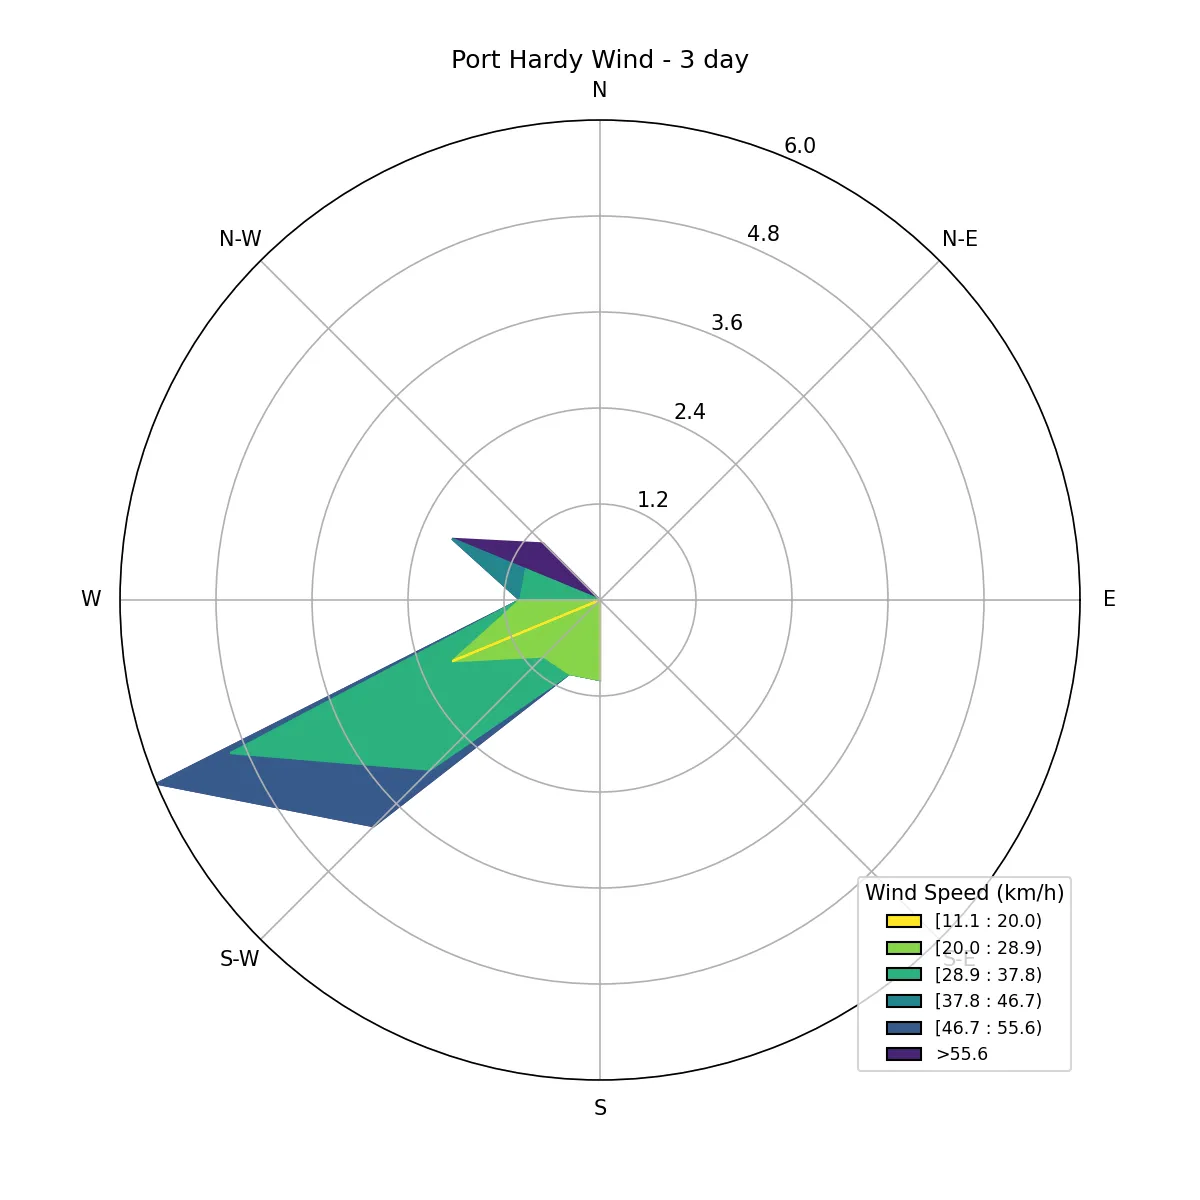 Port Hardy Wind - 3 day
N
6.0
N-W
4.8
N-E
3.6
2.4
1.2
W
E
Wind Speed (km/h)
[11.1 : 20.0)
[20.0 : 28.9)
S-W
S-E
[28.9 : 37.8)
[37.8 : 46.7)
[46.7 : 55.6)
>55.6
S